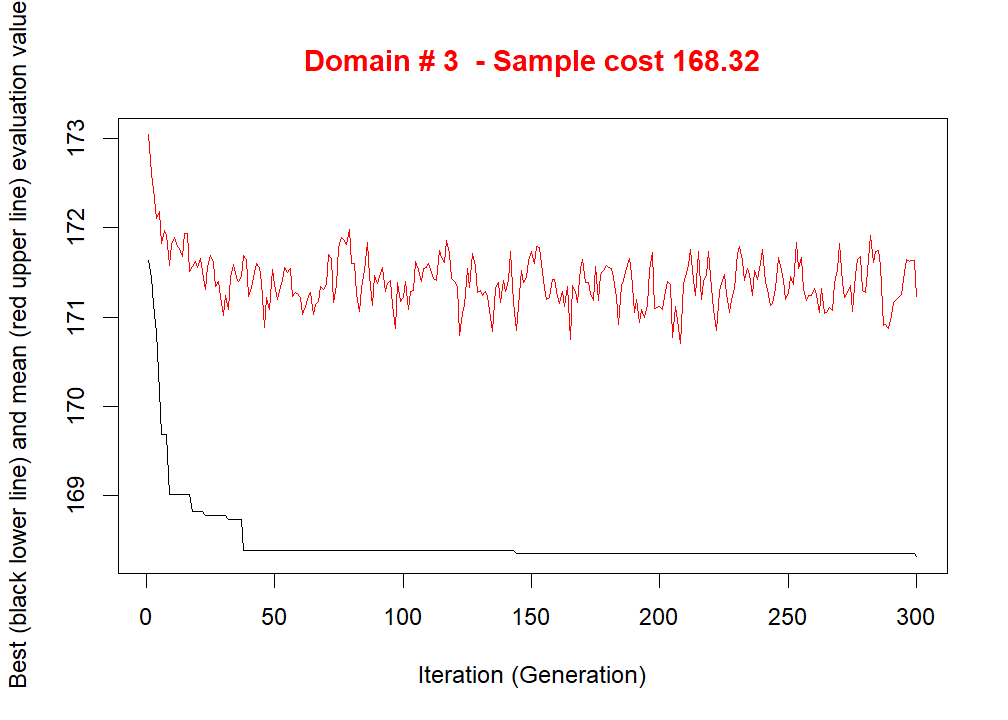 Domain # 3  - Sample cost 168.32
Best (black lower line) and mean (red upper line) evaluation value
173
172
171
170
169
0 50 100 150 200 250 300
Iteration (Generation)